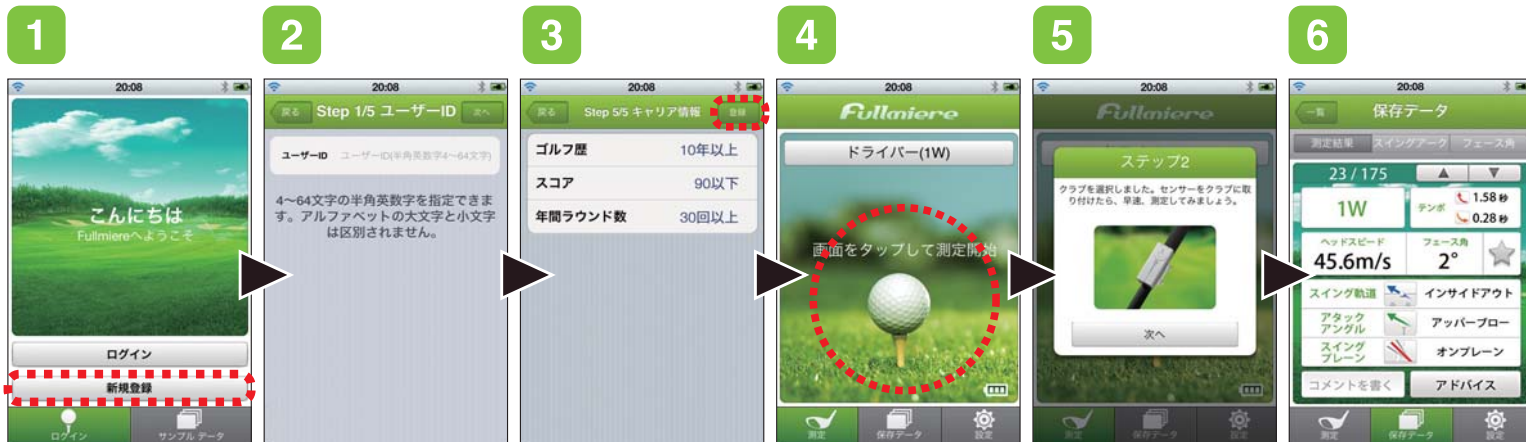 1
2
3
4
5
6
20:08
こんにちは
Fullmiereへようこそ
ログイン
新規登録
ログイン
サンプル データ
20:08
戻る
Step 1/5 ユーザーID
次へ
ユーザーID
ユーザーID(半角英数字4〜64文字)
4〜64文字の半角英数字を指定できま
す。アルファベットの大文字と小文字
は区別されません。
20:08
戻る
Step 5/5 キャリア情報
登録
ゴルフ歴 10年以上
スコア 90以下
年間ラウンド数 30回以上
20:08
Fullmiere
ドライバー(1W)
画面をタップして測定開始
測定
保存データ
設定
20:08
Fullmiere
ステップ2
クラブを選択しました。センサーをクラブに取
り付けたら、早速、測定してみましょう。
次へ
測定
保存データ
設定
20:08
一覧
保存データ
測定結果
スイングアーク
フェース角
23 / 175
▲
▼
1W
テンポ
1.58 秒
0.28 秒
ヘッドスピード
45.6m/s
フェース角
2°
スイング軌道
インサイドアウト
アタック
アングル
アッパーブロー
スイング
プレーン
オンプレーン
コメントを書く
アドバイス
測定
保存データ
設定